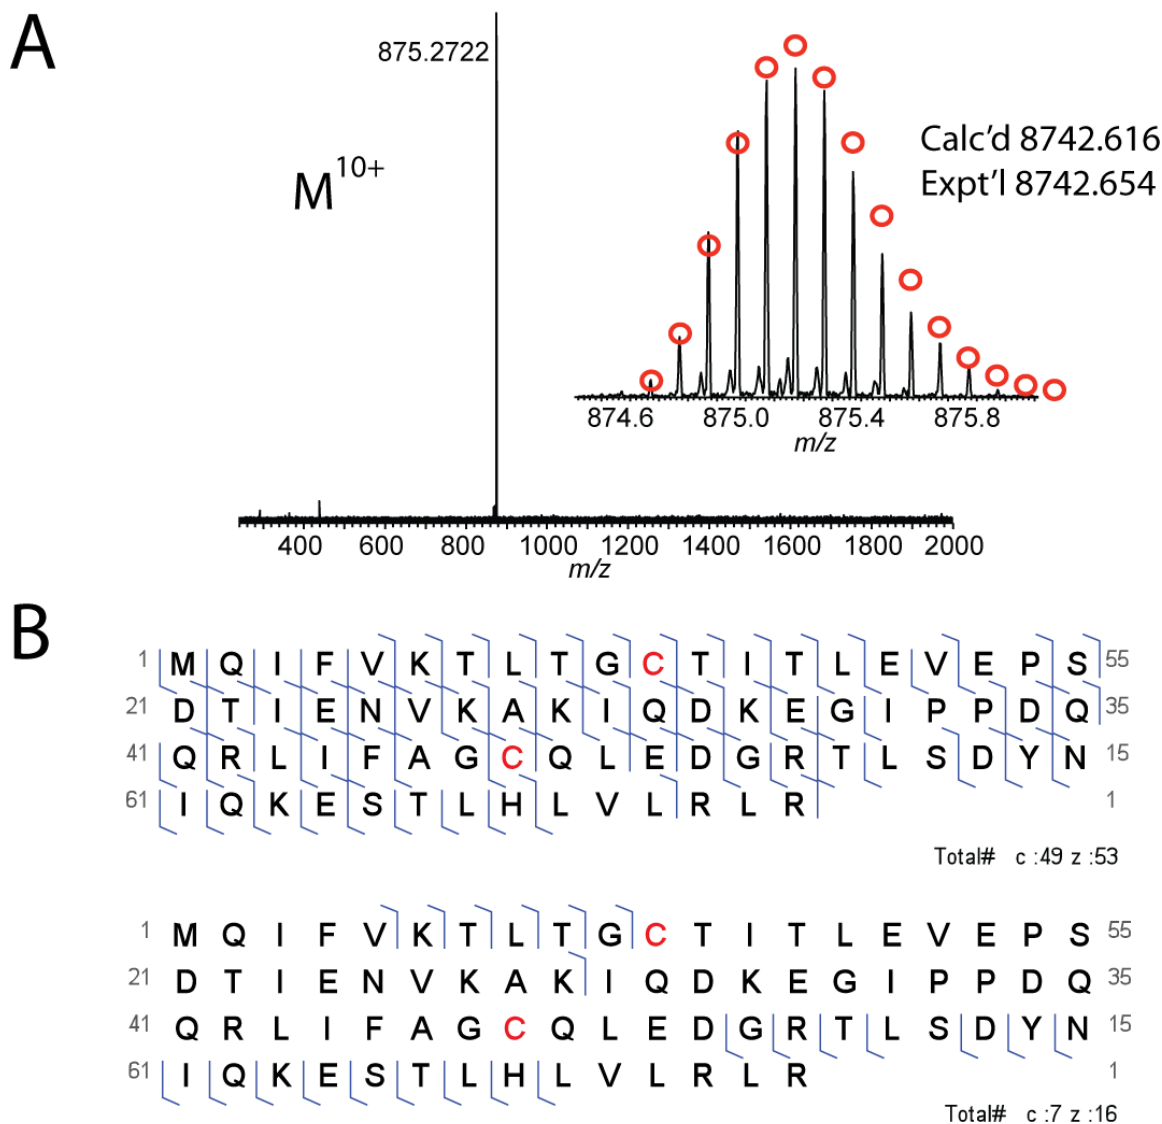 A
875.2722
M10+
Calc'd 8742.616
Expt'l 8742.654
874.6 875.0 875.4 875.8
m/z
400 600 800 1000 1200 1400 1600 1800 2000
m/z
B
1 M Q I F V K T L T G C T I T L E V E P S 55
21 D T I E N V K A K I Q D K E G I P P D Q 35
41 Q R L I F A G C Q L E D G R T L S D Y N 15
61 I Q K E S T L H L V L R L R 1
Total# c :49 z :53
1 M Q I F V K T L T G C T I T L E V E P S 55
21 D T I E N V K A K I Q D K E G I P P D Q 35
41 Q R L I F A G C Q L E D G R T L S D Y N 15
61 I Q K E S T L H L V L R L R 1
Total# c :7 z :16